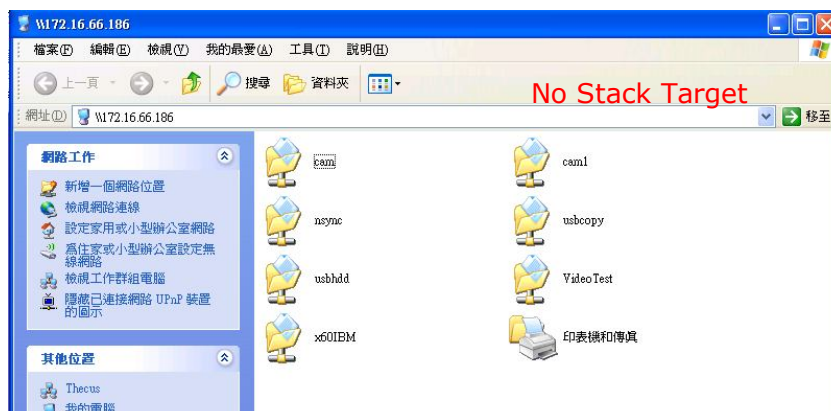 \\172.16.66.186
檔案(F) 編輯(E) 檢視(V) 我的最愛(A) 工具(T) 說明(H)
上一頁 搜尋 資料夾
No Stack Target
網址(D) \\172.16.66.186 移至
網路工作
新增一個網路位置
檢視網路連線
設定家用或小型辦公室網路
為住家或小型辦公室設定無
線網路
檢視工作群組電腦
隱藏已連接網路 UPnP 裝置
的圖示
其他位置
Thecus
我的電腦
cam
cam1
nsync
usbcopy
usbhdd
VideoTest
x60IBM
印表機和傳真